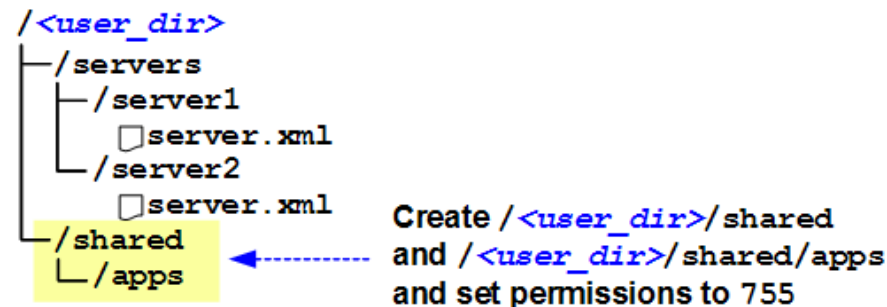 /<user_dir>
/servers
/server1
server.xml
/server2
server.xml
/shared
/apps
Create /<user_dir>/shared
and /<user_dir>/shared/apps
and set permissions to 755